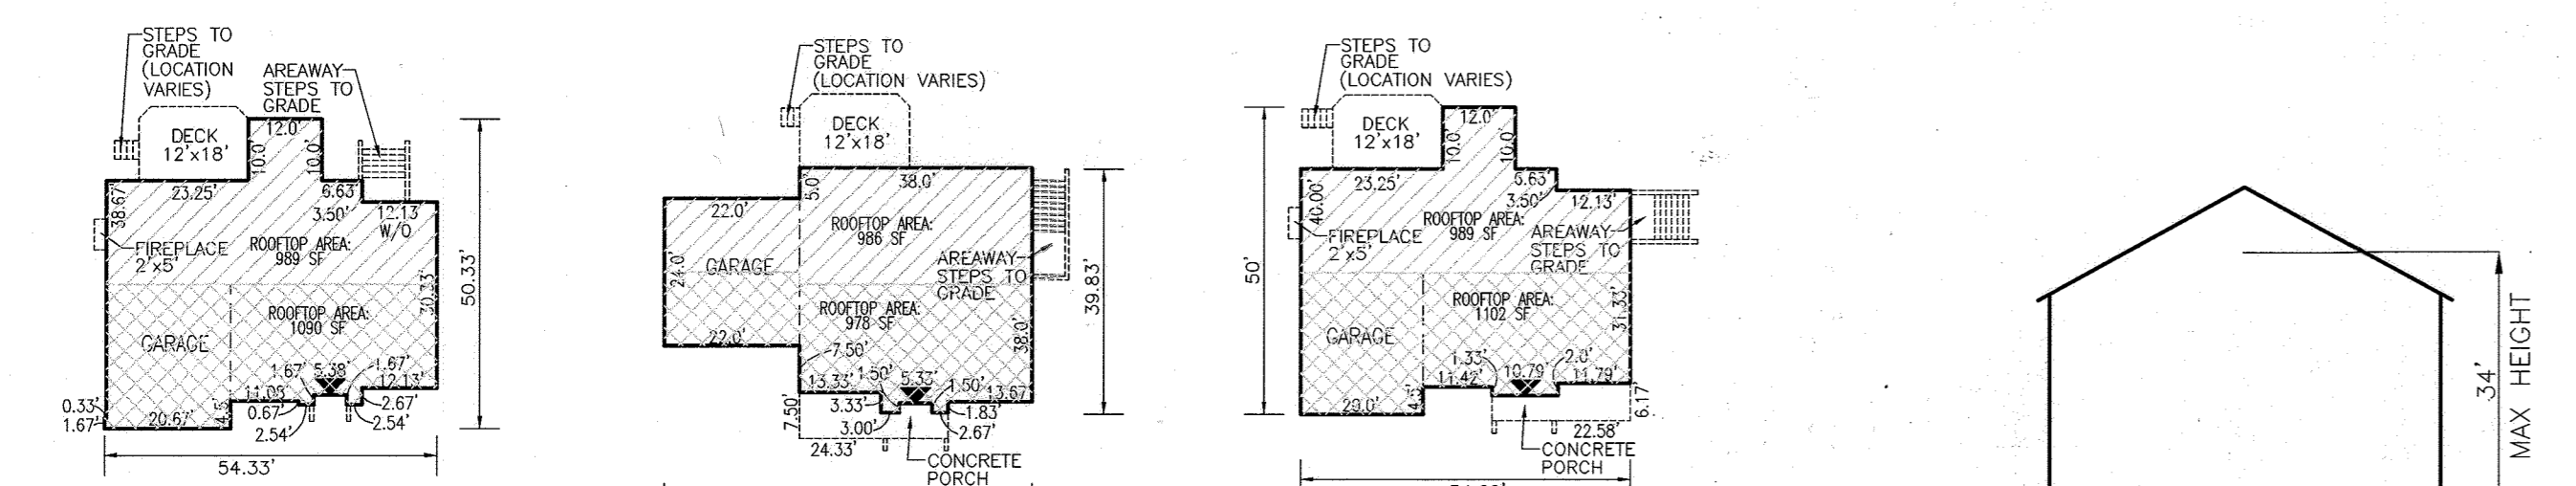 STEPS TO
GRADE
(LOCATION
VARIES)
AREAWAY
STEPS TO
GRADE
DECK
12'x18'
12.0'
10.0'
10.0'
23.25'
6.63'
3.50'
12.13
W/O
38.67'
FIREPLACE
2'x5'
ROOFTOP AREA:
989 SF
30.33'
50.33'
ROOFTOP AREA:
1090 SF
GARAGE
1.67'
5.38'
1.67'
12.13'
11.08'
0.67'
2.67'
2.54'
2.54'
0.33'
1.67'
20.67'
54.33'
STEPS TO
GRADE
(LOCATION VARIES)
DECK
12'x18'
5.0'
38.0'
22.0'
ROOFTOP AREA:
986 SF
24.0'
GARAGE
AREAWAY
STEPS TO
GRADE
ROOFTOP AREA:
978 SF
22.0'
38.0'
39.83'
7.50'
13.33'
1.50'
5.33'
1.50'
13.67'
7.50'
3.33'
1.83'
3.00'
2.67'
24.33'
CONCRETE
PORCH
STEPS TO
GRADE
(LOCATION VARIES)
DECK
12'x18'
12.0'
10.0'
10.0'
23.25'
3.50'
12.13'
40.00'
FIREPLACE
2'x5'
ROOFTOP AREA:
989 SF
AREAWAY
STEPS TO
GRADE
50'
ROOFTOP AREA:
1102 SF
31.33'
GARAGE
1.33'
2.0'
11.42'
10.79'
11.79'
6.17
22.58'
CONCRETE
PORCH
34'
MAX HEIGHT